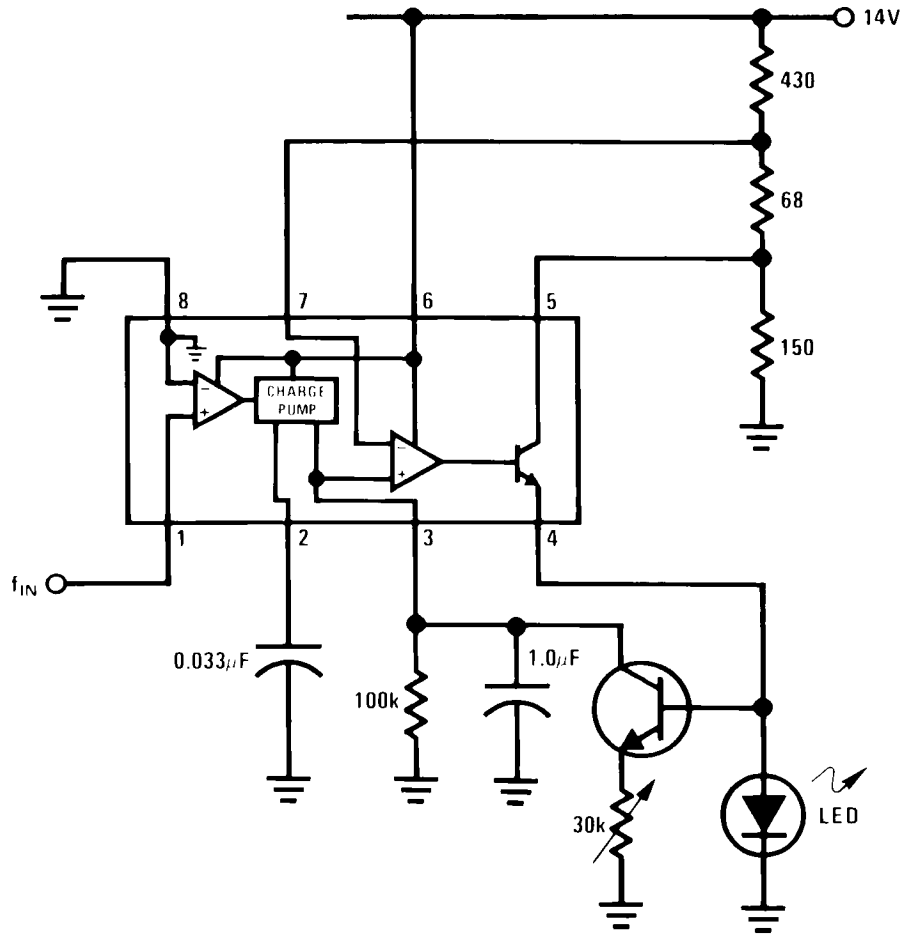 14V
430
68
8
7
6
5
150
−
+
CHARGE
PUMP
−
+
1
2
3
4
fIN
0.033μF
1.0μF
100k
30k
LED